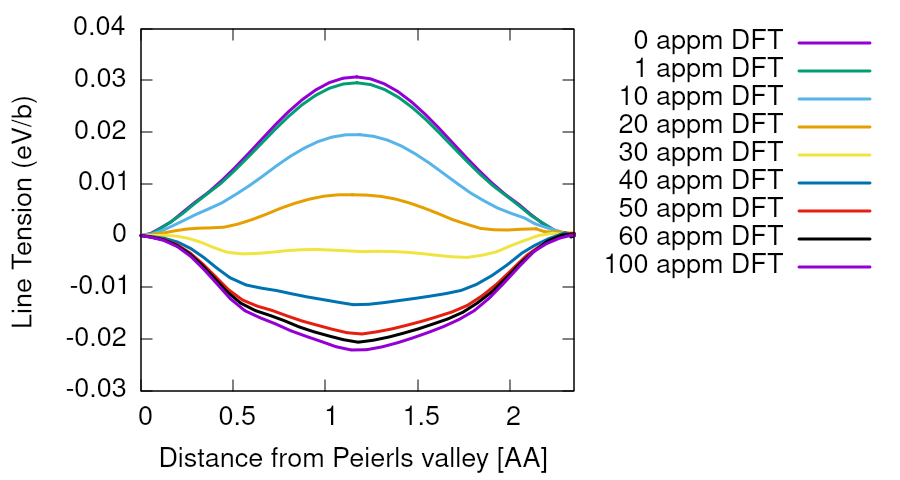 0.04
0.03
0.02
0.01
0
-0.01
-0.02
-0.03
Line Tension (eV/b)
0 0.5 1 1.5 2
Distance from Peierls valley [AA]
0 appm DFT
1 appm DFT
10 appm DFT
20 appm DFT
30 appm DFT
40 appm DFT
50 appm DFT
60 appm DFT
100 appm DFT